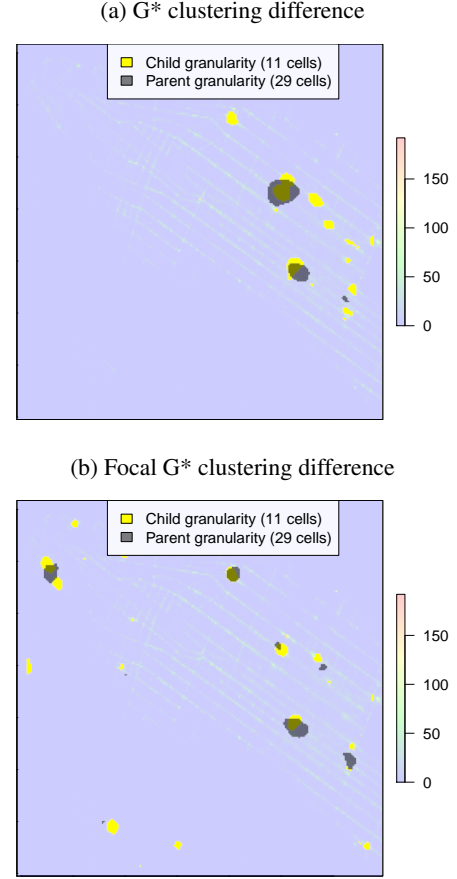 (a) G* clustering difference
Child granularity (11 cells)
Parent granularity (29 cells)
150
100
50
0
(b) Focal G* clustering difference
Child granularity (11 cells)
Parent granularity (29 cells)
150
100
50
0